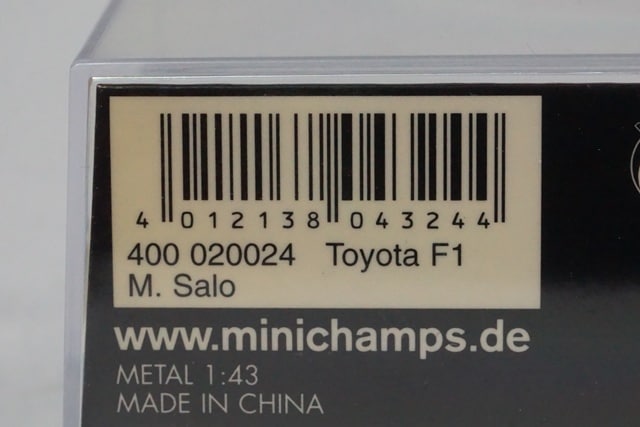 4 012138 043244
400 020024 Toyota F1
M. Salo
www.minichamps.de
METAL 1:43
MADE IN CHINA